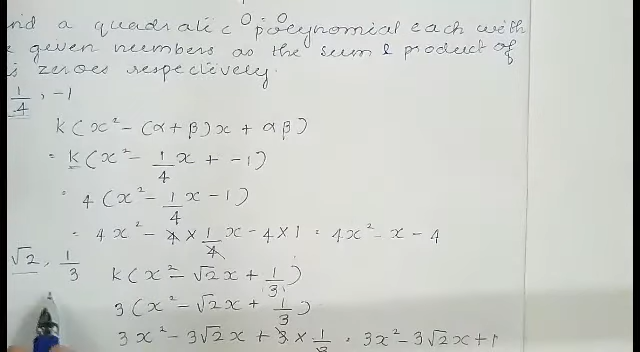 nd a quadratic polynomial each with
given numbers as the sum & product of
s zeroes respectively.
1/4, -1
k(x² - (α + β)x + αβ)
= k(x² - 1/4 x + -1)
= 4(x² - 1/4 x - 1)
= 4x² - 4 × 1/4 x - 4 × 1 = 4x² - x - 4
√2, 1/3 k(x² - √2x + 1/3)
3(x² - √2x + 1/3)
3x² - 3√2x + 3 × 1/3 = 3x² - 3√2x + 1